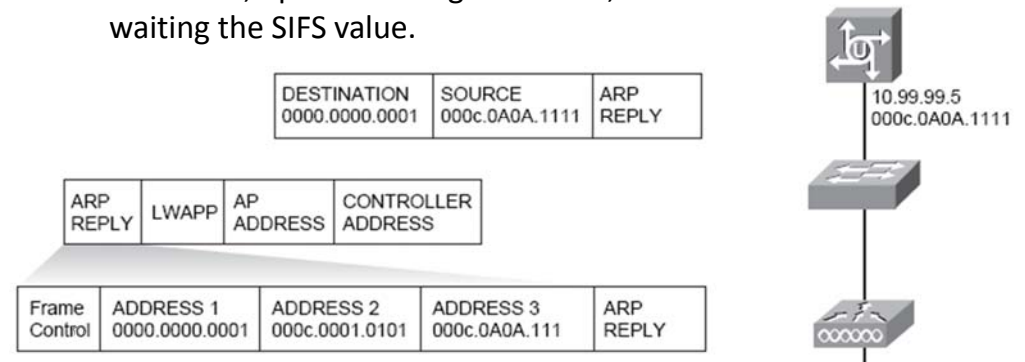 waiting the SIFS value.
DESTINATION
0000.0000.0001
SOURCE
000c.0A0A.1111
ARP
REPLY
U
10.99.99.5
000c.0A0A.1111
ARP
REPLY
LWAPP
AP
ADDRESS
CONTROLLER
ADDRESS
Frame
Control
ADDRESS 1
0000.0000.0001
ADDRESS 2
000c.0001.0101
ADDRESS 3
000c.0A0A.111
ARP
REPLY